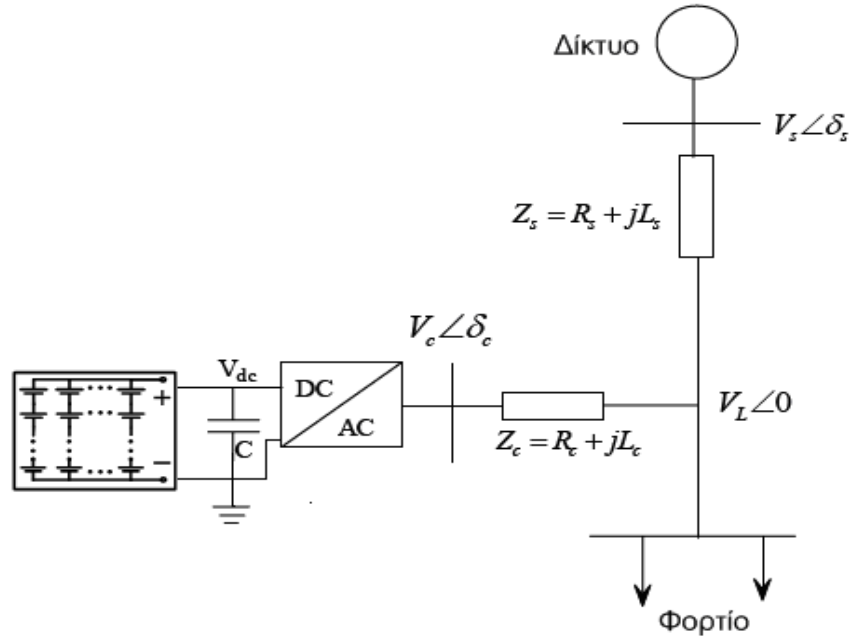 Δίκτυο
V_s∠δ_s
Z_s = R_s + jL_s
V_c∠δ_c
V_dc
+
DC
AC
C
−
V_L∠0
Z_c = R_c + jL_c
Φορτίο